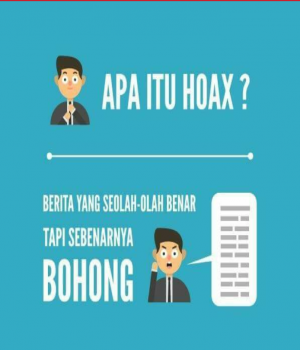 APA ITU HOAX ?
BERITA YANG SEOLAH-OLAH BENAR
TAPI SEBENARNYA
BOHONG